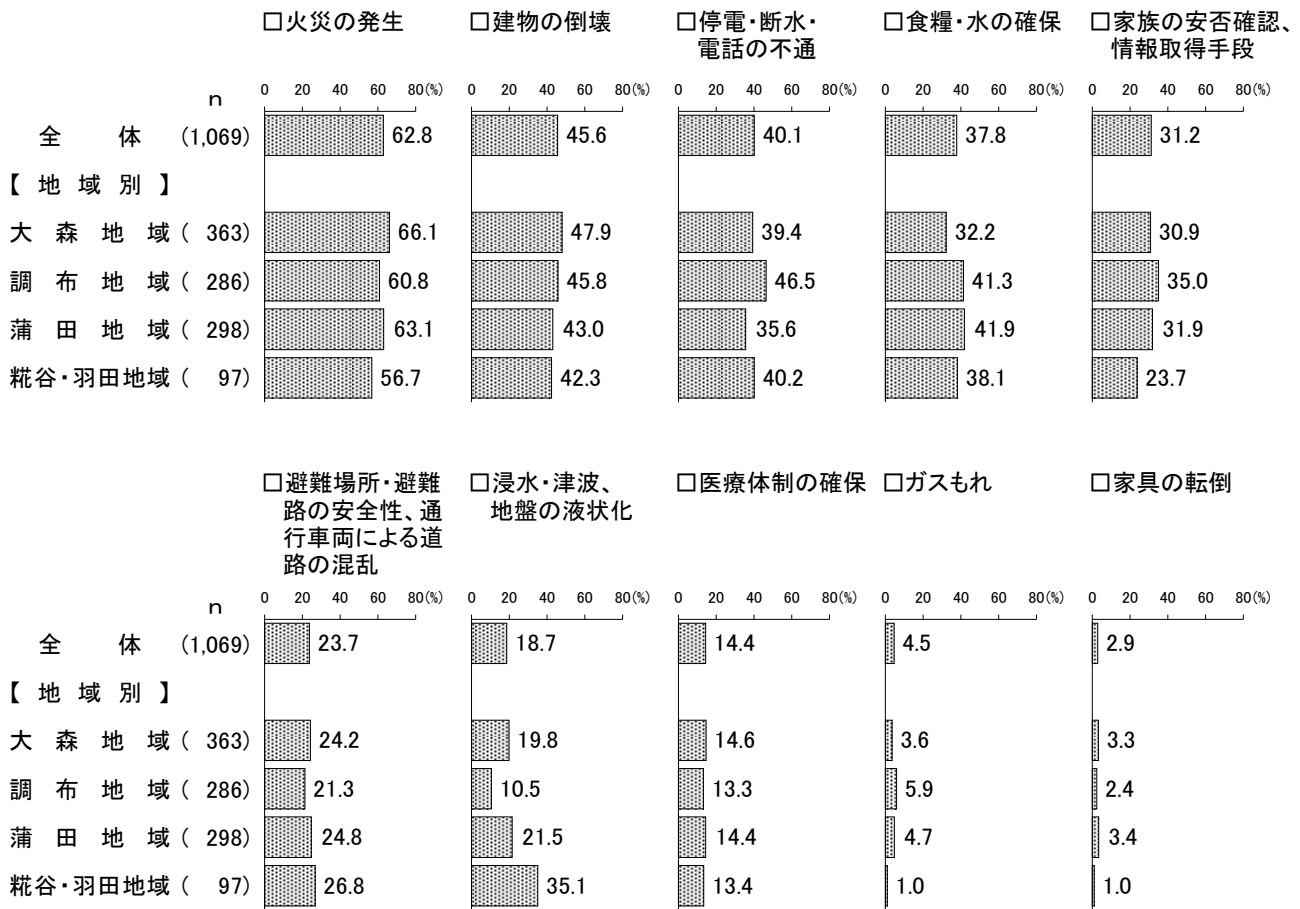 □火災の発生 □建物の倒壊 □停電・断水・ □食糧・水の確保 □家族の安否確認、
電話の不通 情報取得手段
0 20 40 60 80(%) 0 20 40 60 80(%) 0 20 40 60 80(%) 0 20 40 60 80(%) 0 20 40 60 80(%)
n
全体 (1,069) 62.8 45.6 40.1 37.8 31.2
【地域別】
大森地域( 363) 66.1 47.9 39.4 32.2 30.9
調布地域( 286) 60.8 45.8 46.5 41.3 35.0
蒲田地域( 298) 63.1 43.0 35.6 41.9 31.9
糀谷・羽田地域( 97) 56.7 42.3 40.2 38.1 23.7
□避難場所・避難 □浸水・津波、 □医療体制の確保 □ガスもれ □家具の転倒
路の安全性、通 地盤の液状化
行車両による道
路の混乱
0 20 40 60 80(%) 0 20 40 60 80(%) 0 20 40 60 80(%) 0 20 40 60 80(%) 0 20 40 60 80(%)
n
全体 (1,069) 23.7 18.7 14.4 4.5 2.9
【地域別】
大森地域( 363) 24.2 19.8 14.6 3.6 3.3
調布地域( 286) 21.3 10.5 13.3 5.9 2.4
蒲田地域( 298) 24.8 21.5 14.4 4.7 3.4
糀谷・羽田地域( 97) 26.8 35.1 13.4 1.0 1.0